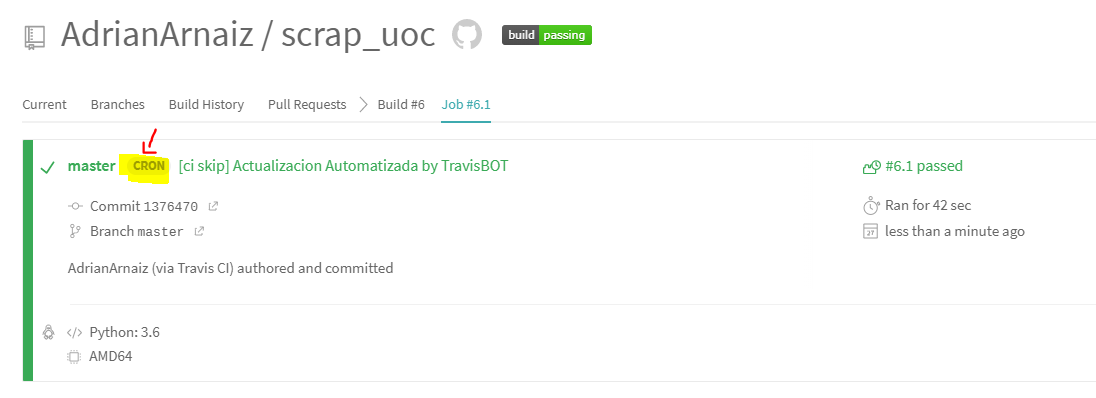 AdrianArnaiz / scrap_uoc build passing
Current Branches Build History Pull Requests Build #6 Job #6.1
master CRON [ci skip] Actualizacion Automatizada by TravisBOT #6.1 passed
Commit 1376470 Ran for 42 sec
Branch master less than a minute ago
27
AdrianArnaiz (via Travis CI) authored and committed
</> Python: 3.6
AMD64